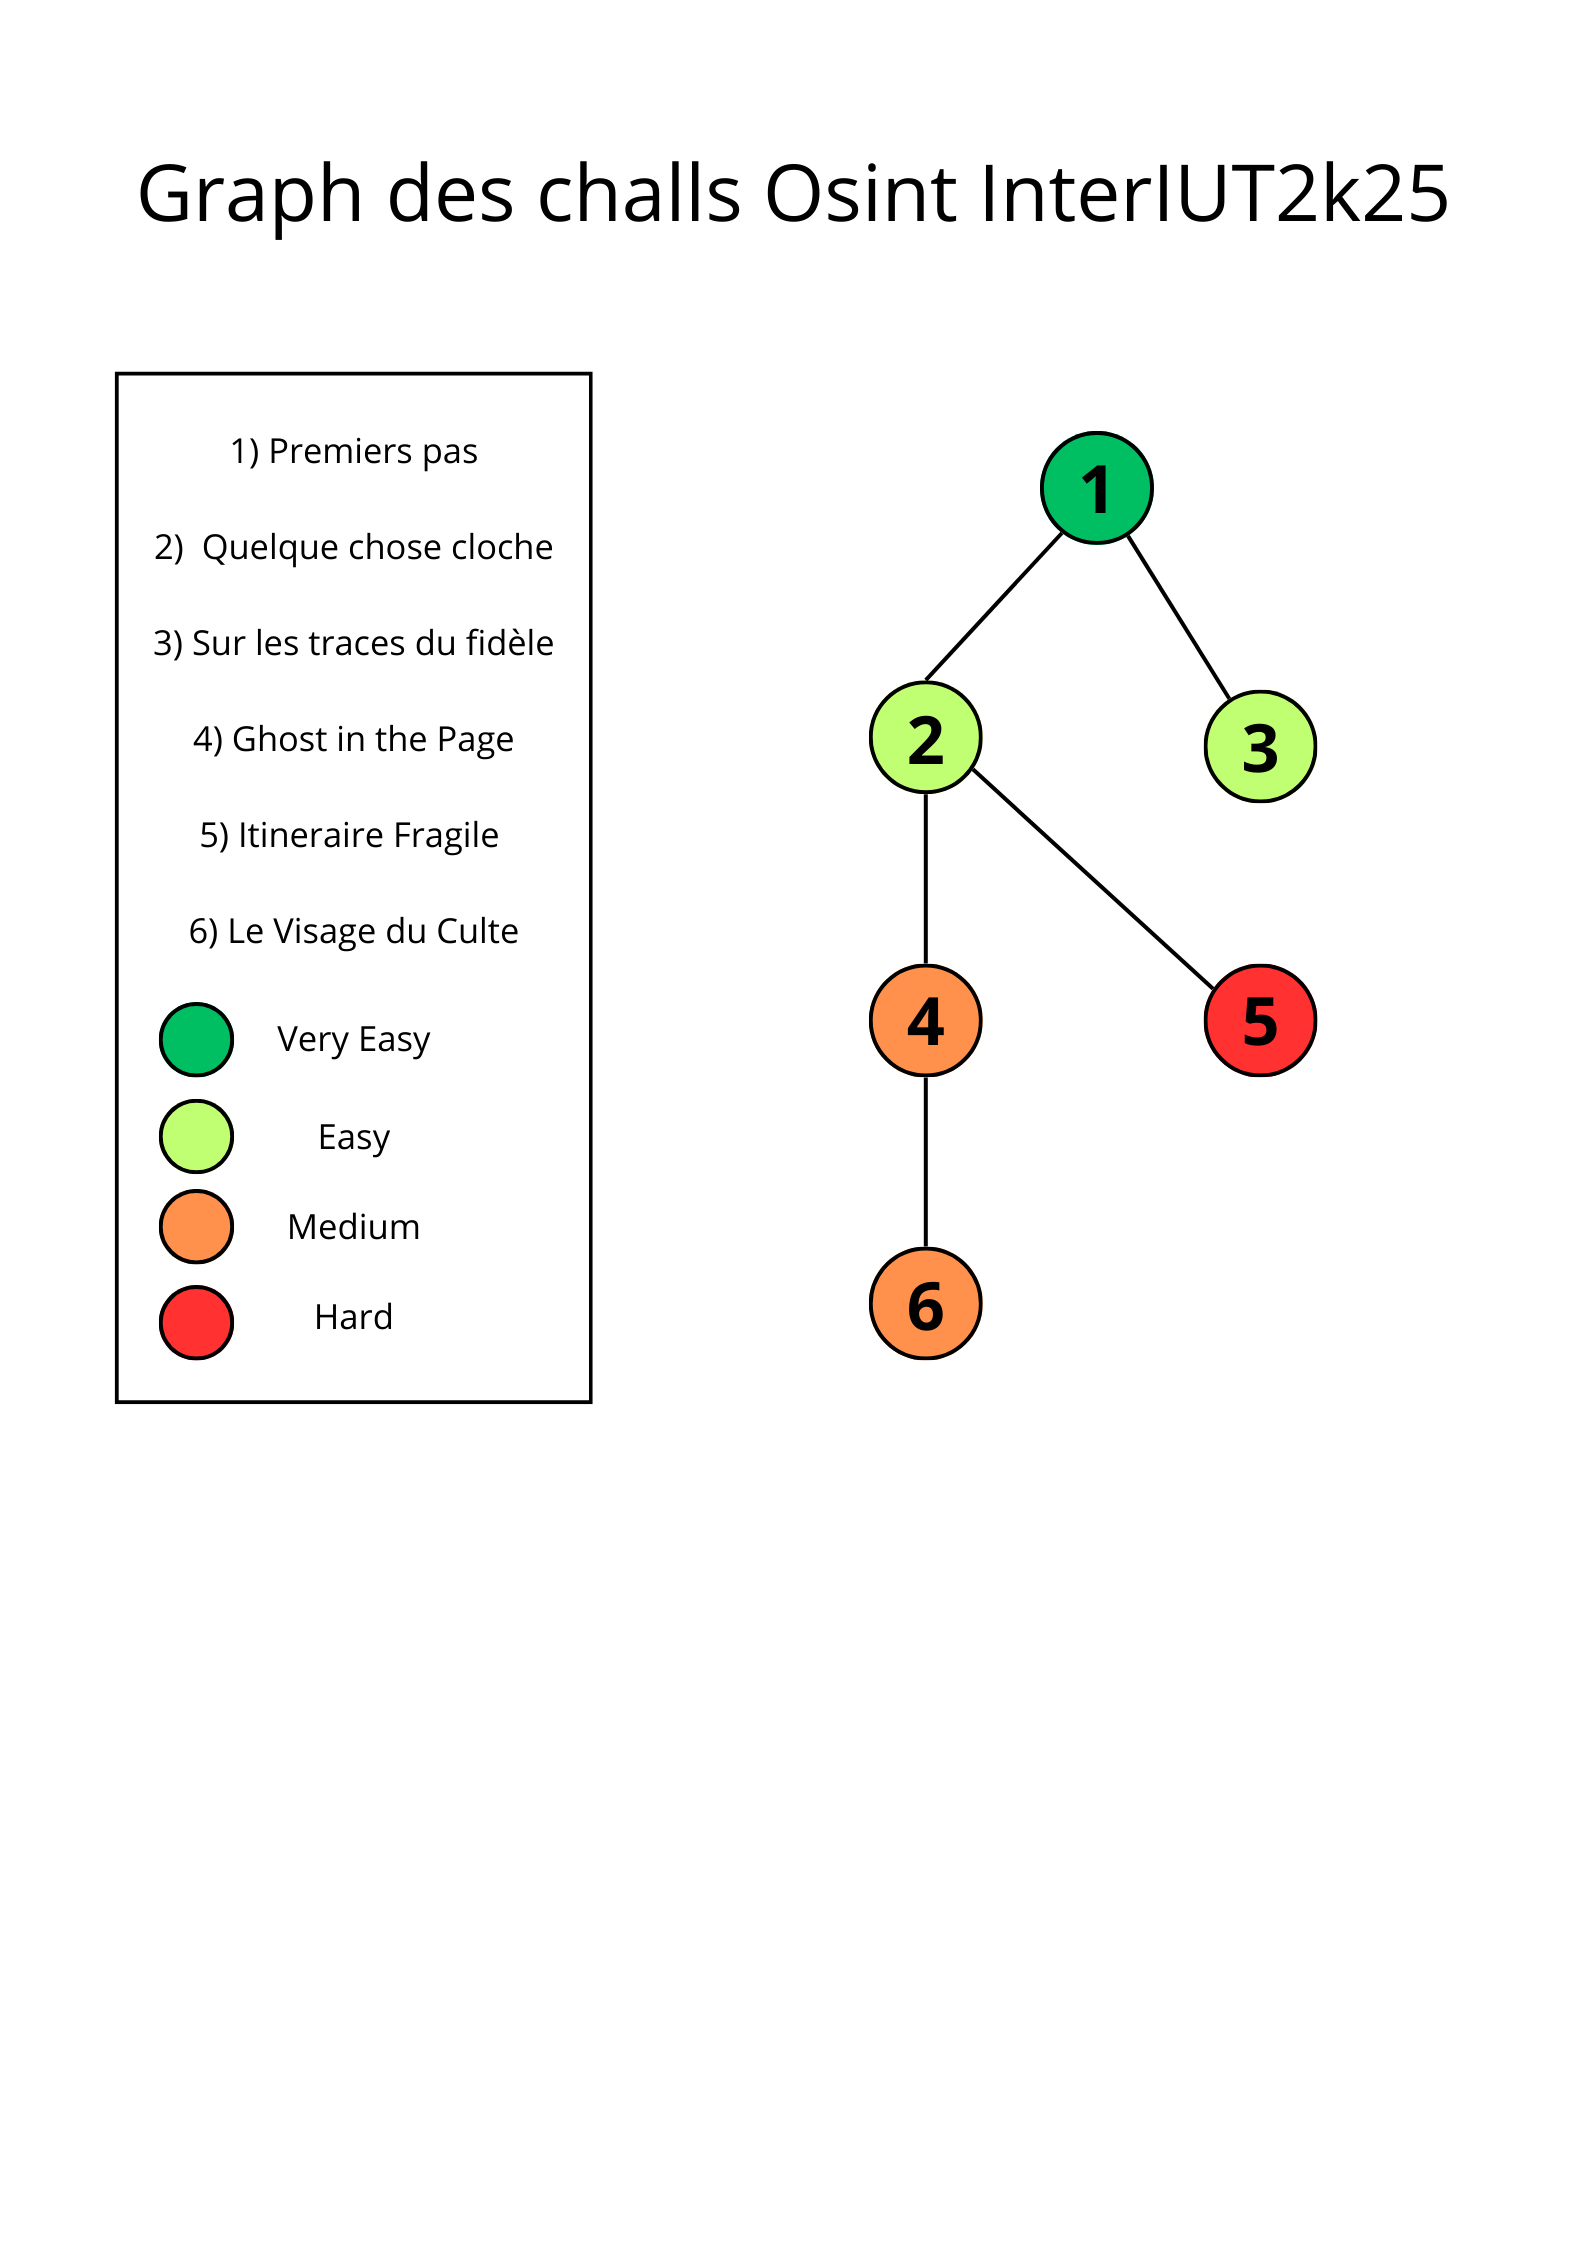 Graph des challs Osint InterIUT2k25
1) Premiers pas
2)  Quelque chose cloche
3) Sur les traces du fidèle
4) Ghost in the Page
5) Itineraire Fragile
6) Le Visage du Culte
Very Easy
Easy
Medium
Hard
1
2
3
4
5
6